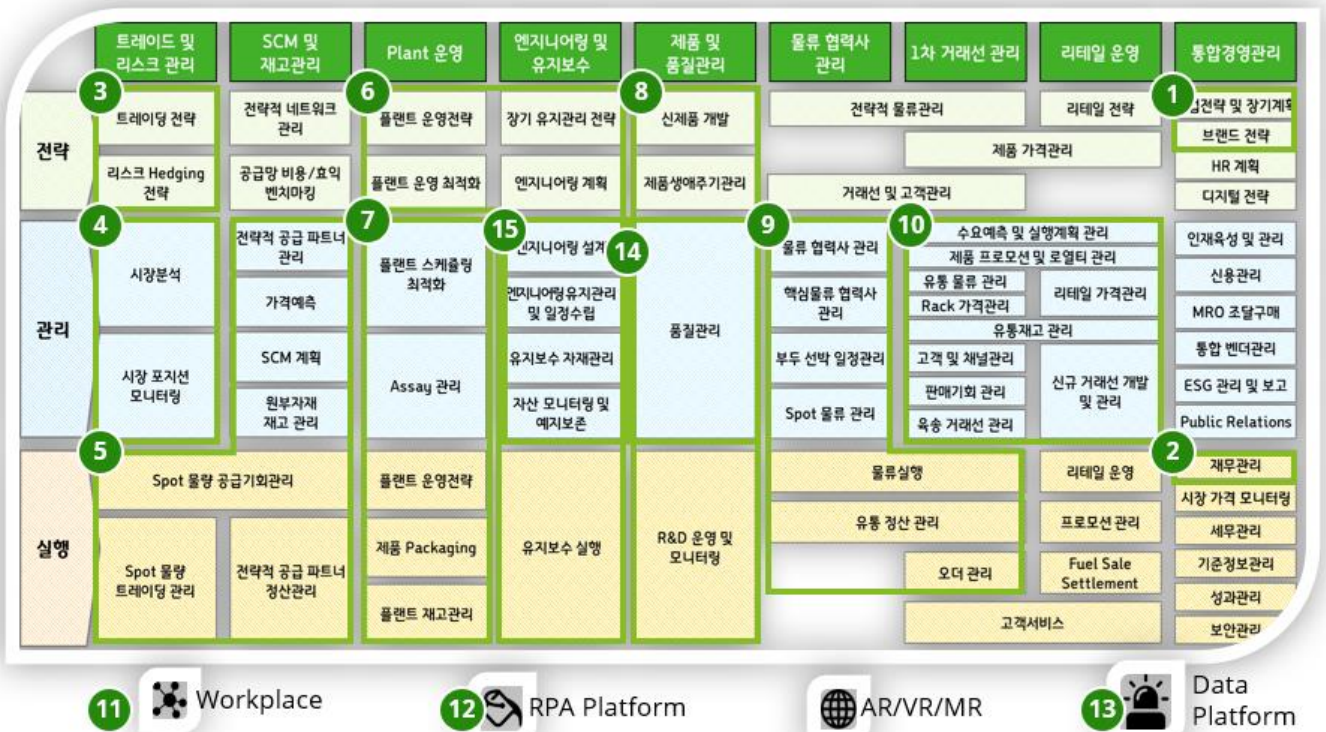 트레이드 및
리스크 관리
SCM 및
재고관리
Plant 운영
엔지니어링 및
유지보수
제품 및
품질관리
물류 협력사
관리
1차 거래선 관리
리테일 운영
통합경영관리
전략
3
트레이딩 전략
리스크 Hedging
전략
전략적 네트워크
관리
공급망 비용/효익
벤치마킹
6
플랜트 운영전략
플랜트 운영 최적화
장기 유지관리 전략
엔지니어링 계획
8
신제품 개발
제품생애주기관리
전략적 물류관리
제품 가격관리
거래선 및 고객관리
리테일 전략
1
업전략 및 장기계획
브랜드 전략
HR 계획
디지털 전략
관리
4
시장분석
시장 포지션
모니터링
전략적 공급 파트너
관리
가격예측
SCM 계획
원부자재
재고 관리
7
플랜트 스케쥴링
최적화
Assay 관리
15
엔지니어링 설계
엔지니어링유지관리
및 일정수립
유지보수 자재관리
자산 모니터링 및
예지보존
14
품질관리
9
물류 협력사 관리
핵심물류 협력사
관리
부두 선박 일정관리
Spot 물류 관리
10
수요예측 및 실행계획 관리
제품 프로모션 및 로열티 관리
유통 물류 관리
Rack 가격관리
리테일 가격관리
유통재고 관리
고객 및 채널관리
판매기회 관리
육송 거래선 관리
신규 거래선 개발
및 관리
인재육성 및 관리
신용관리
MRO 조달구매
통합 벤더관리
ESG 관리 및 보고
Public Relations
실행
5
Spot 물량 공급기회관리
Spot 물량
트레이딩 관리
전략적 공급 파트너
정산관리
플랜트 운영전략
제품 Packaging
플랜트 재고관리
유지보수 실행
R&D 운영 및
모니터링
물류실행
유통 정산 관리
오더 관리
고객서비스
리테일 운영
프로모션 관리
Fuel Sale
Settlement
2
재무관리
시장 가격 모니터링
세무관리
기준정보관리
성과관리
보안관리
11
Workplace
12
RPA Platform
AR/VR/MR
13
Data
Platform